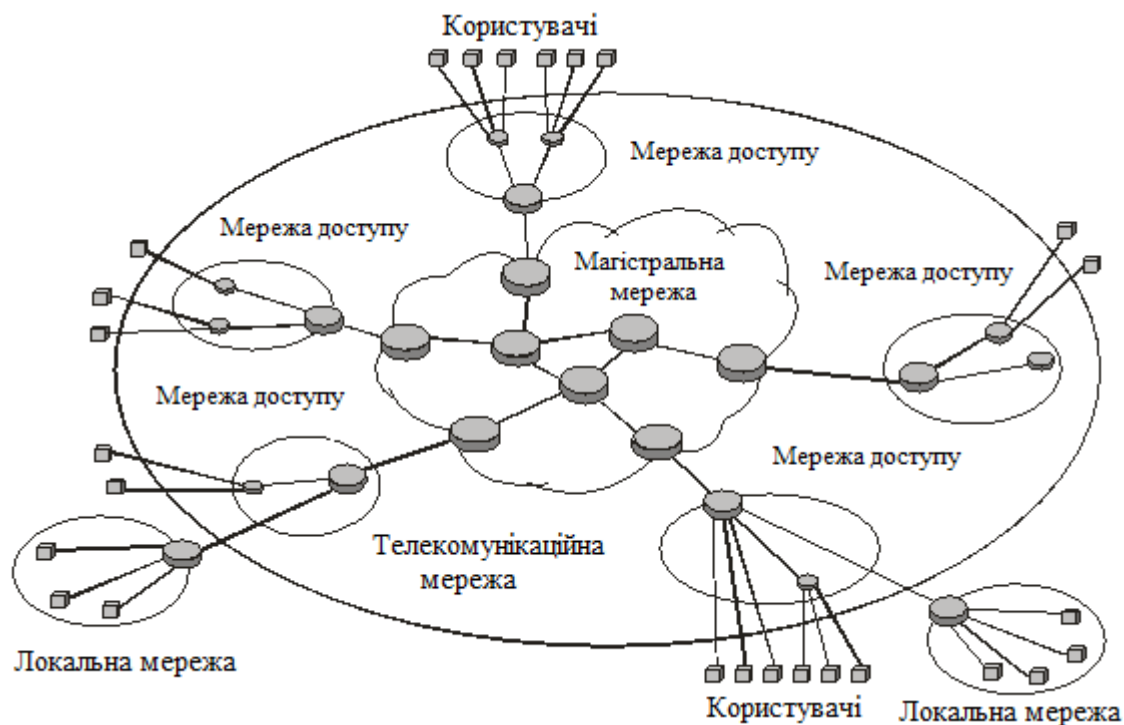 Користувачі
Мережа доступу
Мережа доступу
Магістральна
мережа
Мережа доступу
Мережа доступу
Мережа доступу
Телекомунікаційна
мережа
Локальна мережа
Користувачі
Локальна мережа